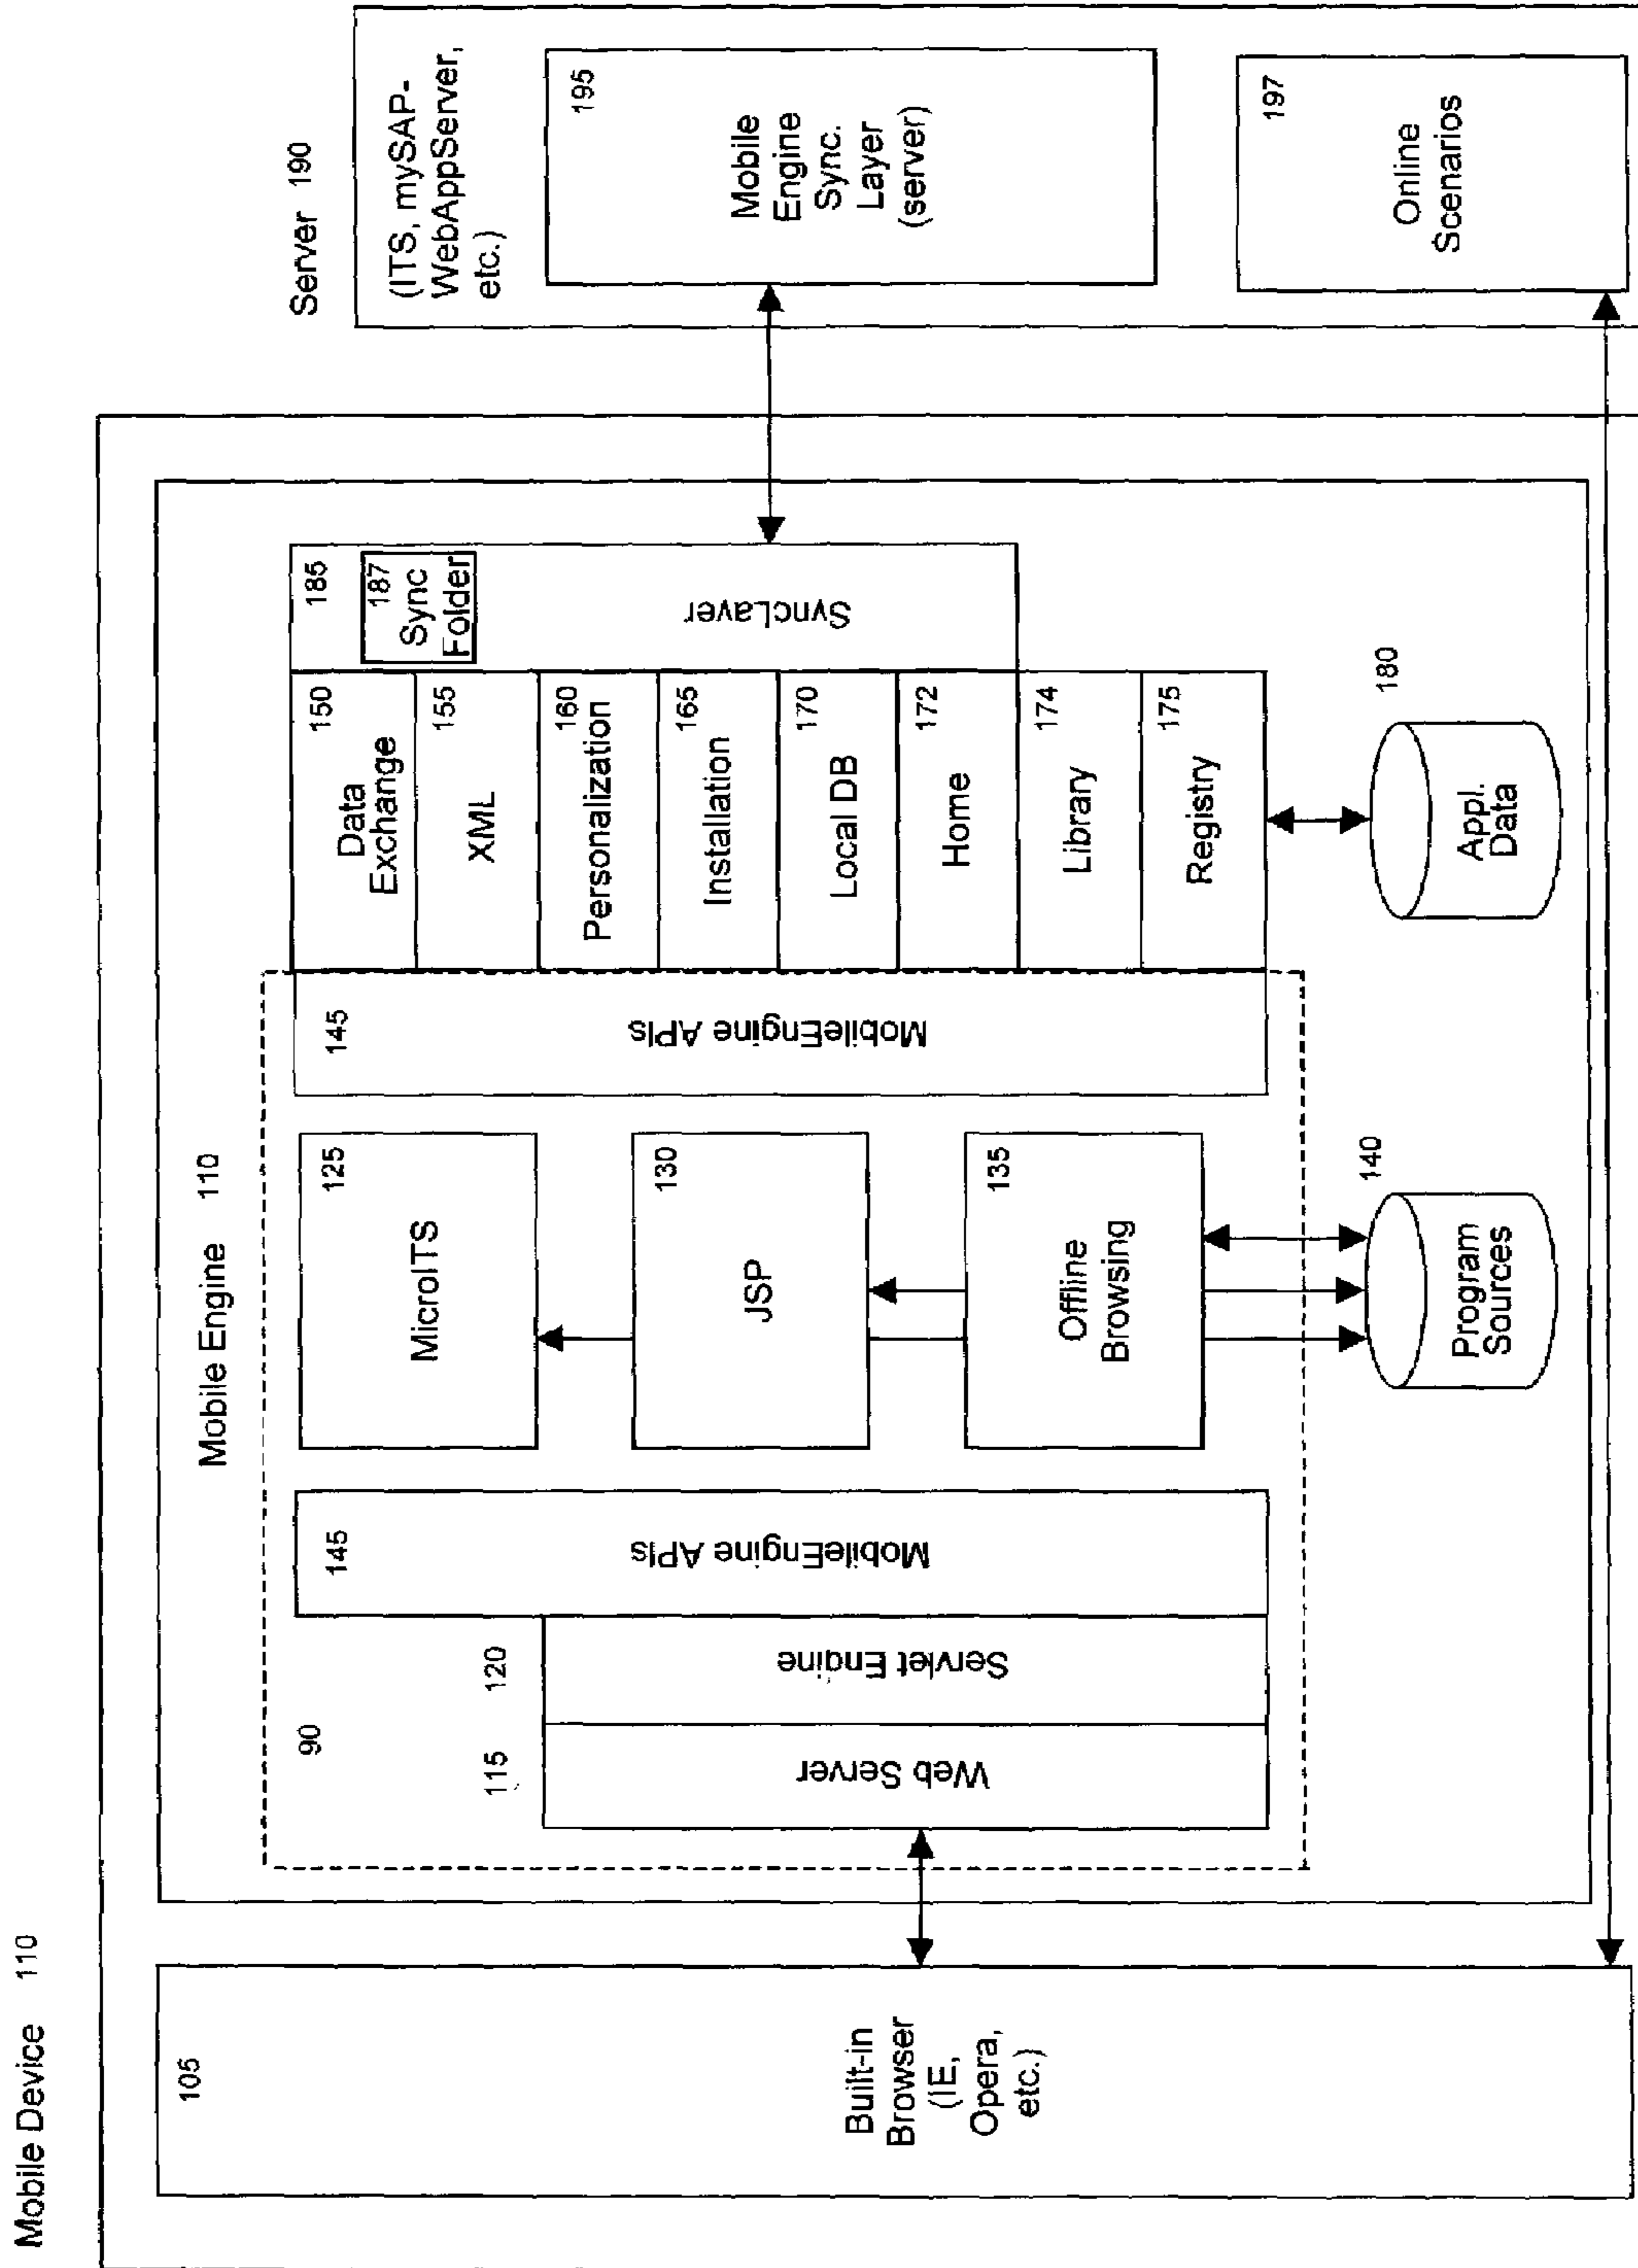 Mobile Device 110
105
Built-in
Browser
(IE,
Opera,
etc.)
Mobile Engine 110
90
115
Web Server
120
Servlet Engine
145
MobileEngine APIs
125
MicroITS
130
JSP
135
Offline
Browsing
140
Program
Sources
145
MobileEngine APIs
150
Data
Exchange
155
XML
160
Personalization
165
Installation
170
Local DB
172
Home
174
Library
175
Registry
180
Appl.
Data
185
187
Sync
Folder
SyncLayer
Server 190
(ITS, mySAP-
WebAppServer,
etc.)
195
Mobile
Engine
Sync.
Layer
(server)
197
Online
Scenarios